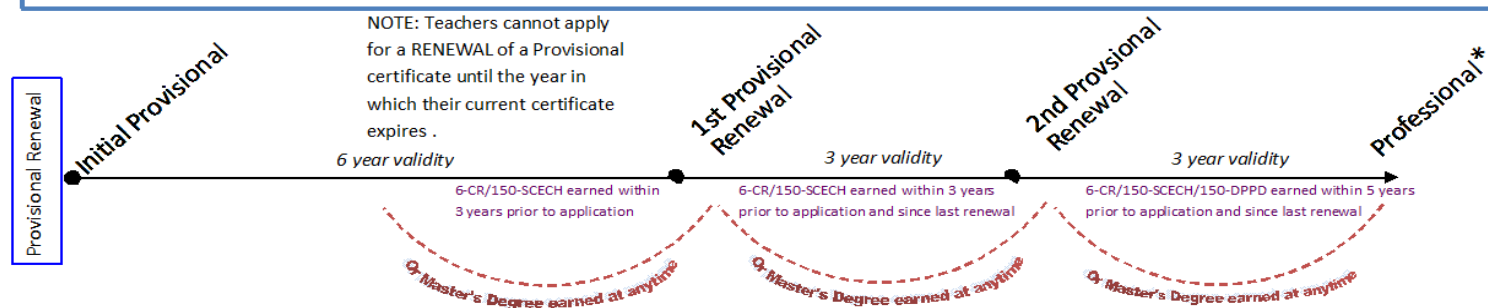 NOTE: Teachers cannot apply
for a RENEWAL of a Provisional
certificate until the year in
which their current certificate
expires .
Provisional Renewal
Initial Provisional
1st Provisional
Renewal
2nd Provsional
Renewal
Professional*
6 year validity
3 year validity
3 year validity
6-CR/150-SCECH earned within
3 years prior to application
6-CR/150-SCECH earned within 3 years
prior to application and since last renewal
6-CR/150-SCECH/150-DPPD earned within 5 years
prior to application and since last renewal
Or Master's Degree earned at anytime
Or Master's Degree earned at anytime
Or Master's Degree earned at anytime